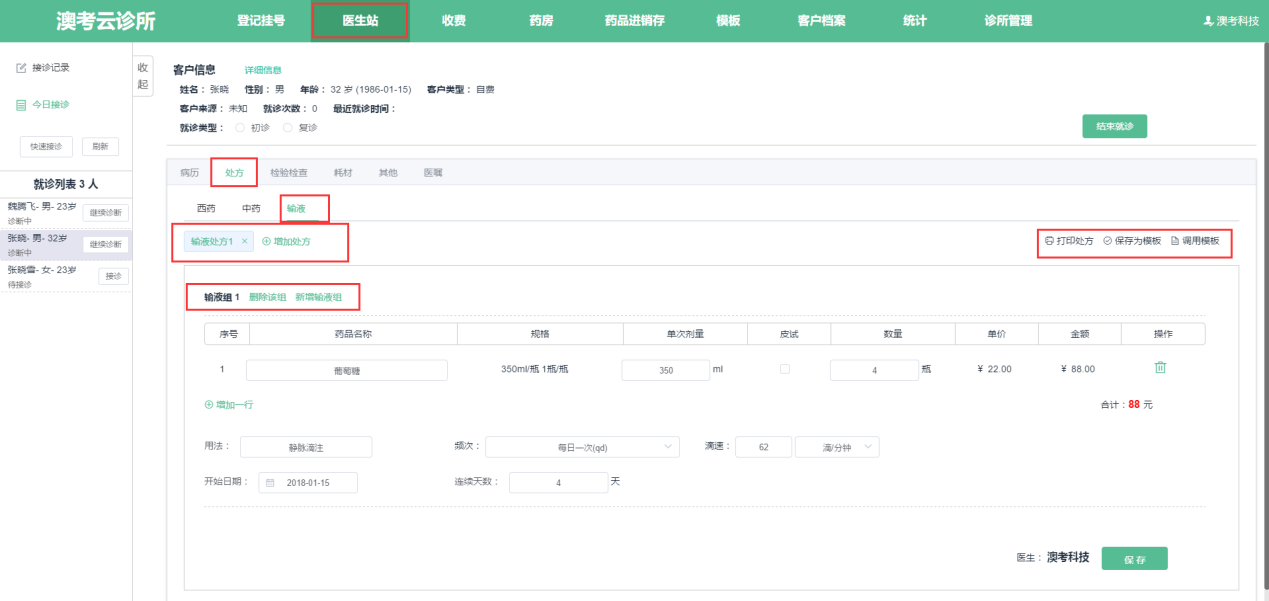 澳考云诊所 登记挂号 医生站 收费 药房 药品进销存 模板 客户档案 统计 诊所管理 澳考科技
接诊记录
今日接诊
快速接诊 刷新
就诊列表 3 人
魏腾飞- 男- 23岁
诊断中 继续诊断
张晓- 男- 32岁
诊断中 继续诊断
张晓雪- 女- 23岁
待接诊 接诊
收起
客户信息 详细信息
姓名： 张晓 性别： 男 年龄： 32 岁 (1986-01-15) 客户类型： 自费
客户来源： 未知 就诊次数： 0 最近就诊时间：
就诊类型： 初诊 复诊
结束就诊
病历 处方 检验检查 耗材 其他 医嘱
西药 中药 输液
输液处方1 × 增加处方 打印处方 保存为模板 调用模板
输液组 1 删除该组 新增输液组
序号 药品名称 规格 单次剂量 皮试 数量 单价 金额 操作
1 葡萄糖 350ml/瓶 1瓶/瓶 350 ml 4 瓶 ¥ 22.00 ¥ 88.00
增加一行 合计：88 元
用法： 静脉滴注 频次： 每日一次(qd) 滴速： 62 滴/分钟
开始日期： 2018-01-15 连续天数： 4 天
医生： 澳考科技 保存